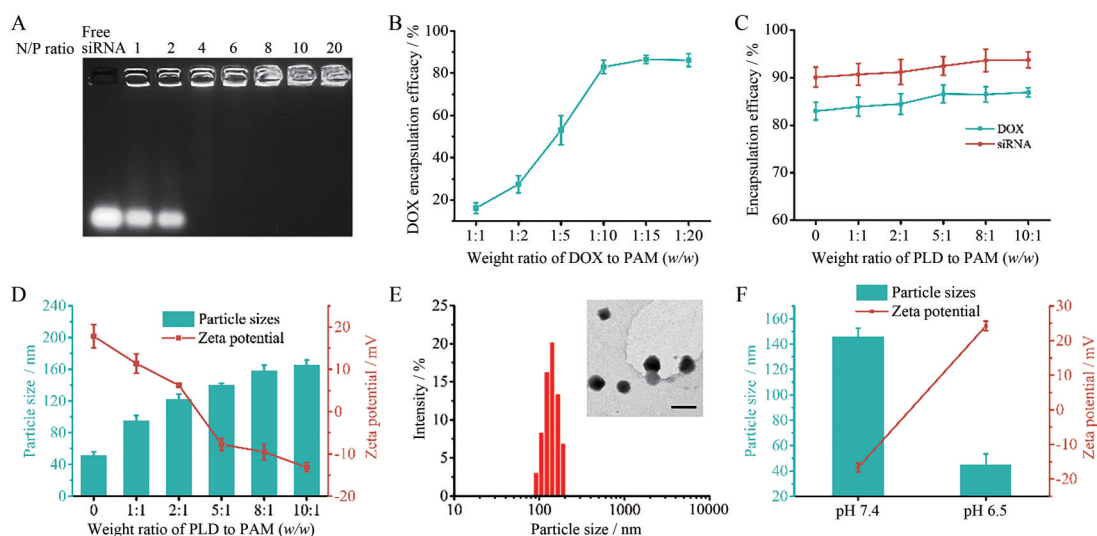 A
Free
N/P ratio siRNA 1 2 4 6 8 10 20
B
DOX encapsulation efficacy / %
100
80
60
40
20
1:1 1:2 1:5 1:10 1:15 1:20
Weight ratio of DOX to PAM (w/w)
C
Encapsulation efficacy / %
100
90
80
70
60
DOX
siRNA
0 1:1 2:1 5:1 8:1 10:1
Weight ratio of PLD to PAM (w/w)
D
Particle size / nm
240
200
160
120
80
40
0
Particle sizes
Zeta potential
20
10
0
-10
-20
Zeta potential / mV
0 1:1 2:1 5:1 8:1 10:1
Weight ratio of PLD to PAM (w/w)
E
Intensity / %
25
20
15
10
5
0
10 100 1000 10000
Particle size / nm
F
Particle sizes
Zeta potential
Particle size / nm
160
140
120
100
80
60
40
20
30
20
10
0
-10
-20
Zeta potential / mV
pH 7.4 pH 6.5